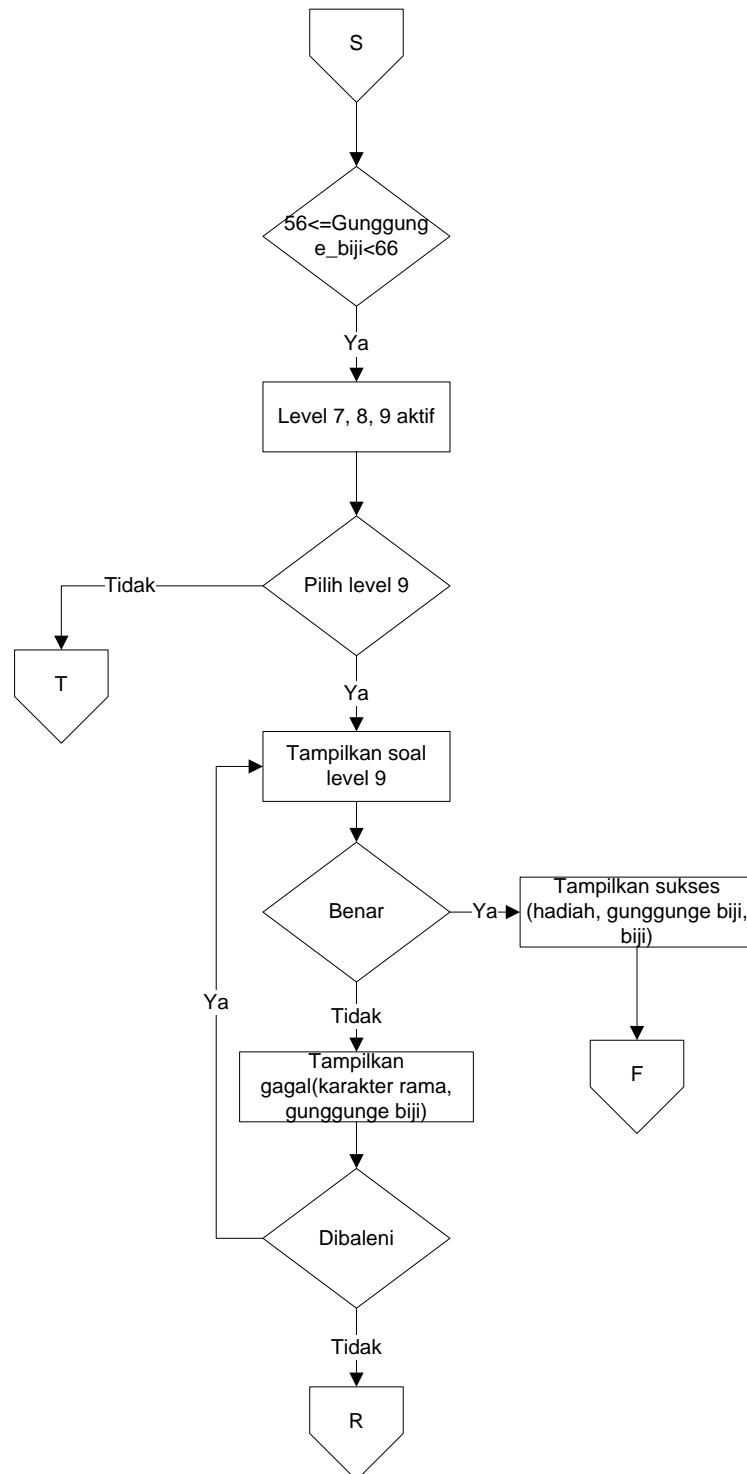 S
56<=Gunggung
e_biji<66
Ya
Level 7, 8, 9 aktif
Pilih level 9
Tidak
T
Ya
Tampilkan soal
level 9
Benar
Ya
Tampilkan sukses
(hadiah, gunggunge biji,
biji)
F
Tidak
Tampilkan
gagal(karakter rama,
gunggunge biji)
Dibaleni
Ya
Tidak
R